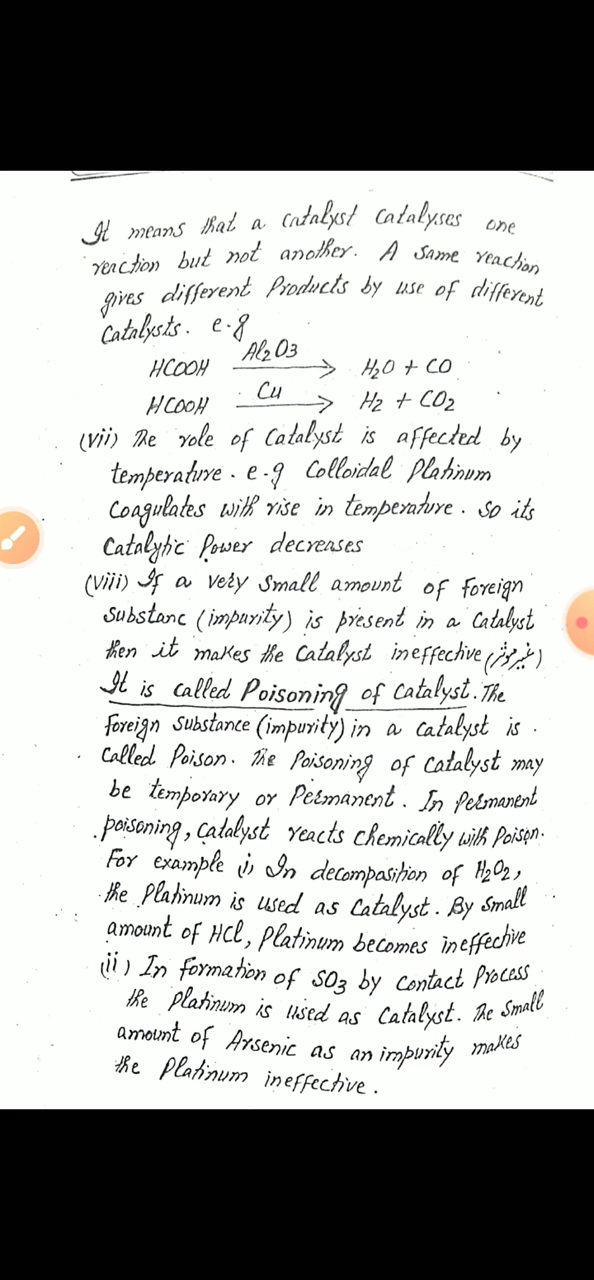 It means that a catalyst catalyses one
reaction but not another. A same reaction
gives different Products by use of different
Catalysts. e.g
HCOOH Al2O3 → H2O + CO
HCOOH Cu → H2 + CO2
(vii) The role of Catalyst is affected by
temperature. e-g Colloidal Platinum
Coagulates with rise in temperature. so its
Catalytic Power decreases
(viii) If a very small amount of foreign
Substanc (impurity) is present in a Catalyst
then it makes the Catalyst ineffective (غیر موثر)
It is called Poisoning of Catalyst. The
foreign substance (impurity) in a catalyst is
Called Poison. The Poisoning of Catalyst may
be temporary or Permanent. In Permanent
poisoning, catalyst reacts chemically with Poison.
For example (i) In decomposition of H2O2,
the Platinum is used as Catalyst. By Small
amount of HCl, Platinum becomes ineffective
(ii) In formation of SO3 by Contact Process
the Platinum is used as Catalyst. The Small
amount of Arsenic as an impurity makes
the Platinum ineffective.